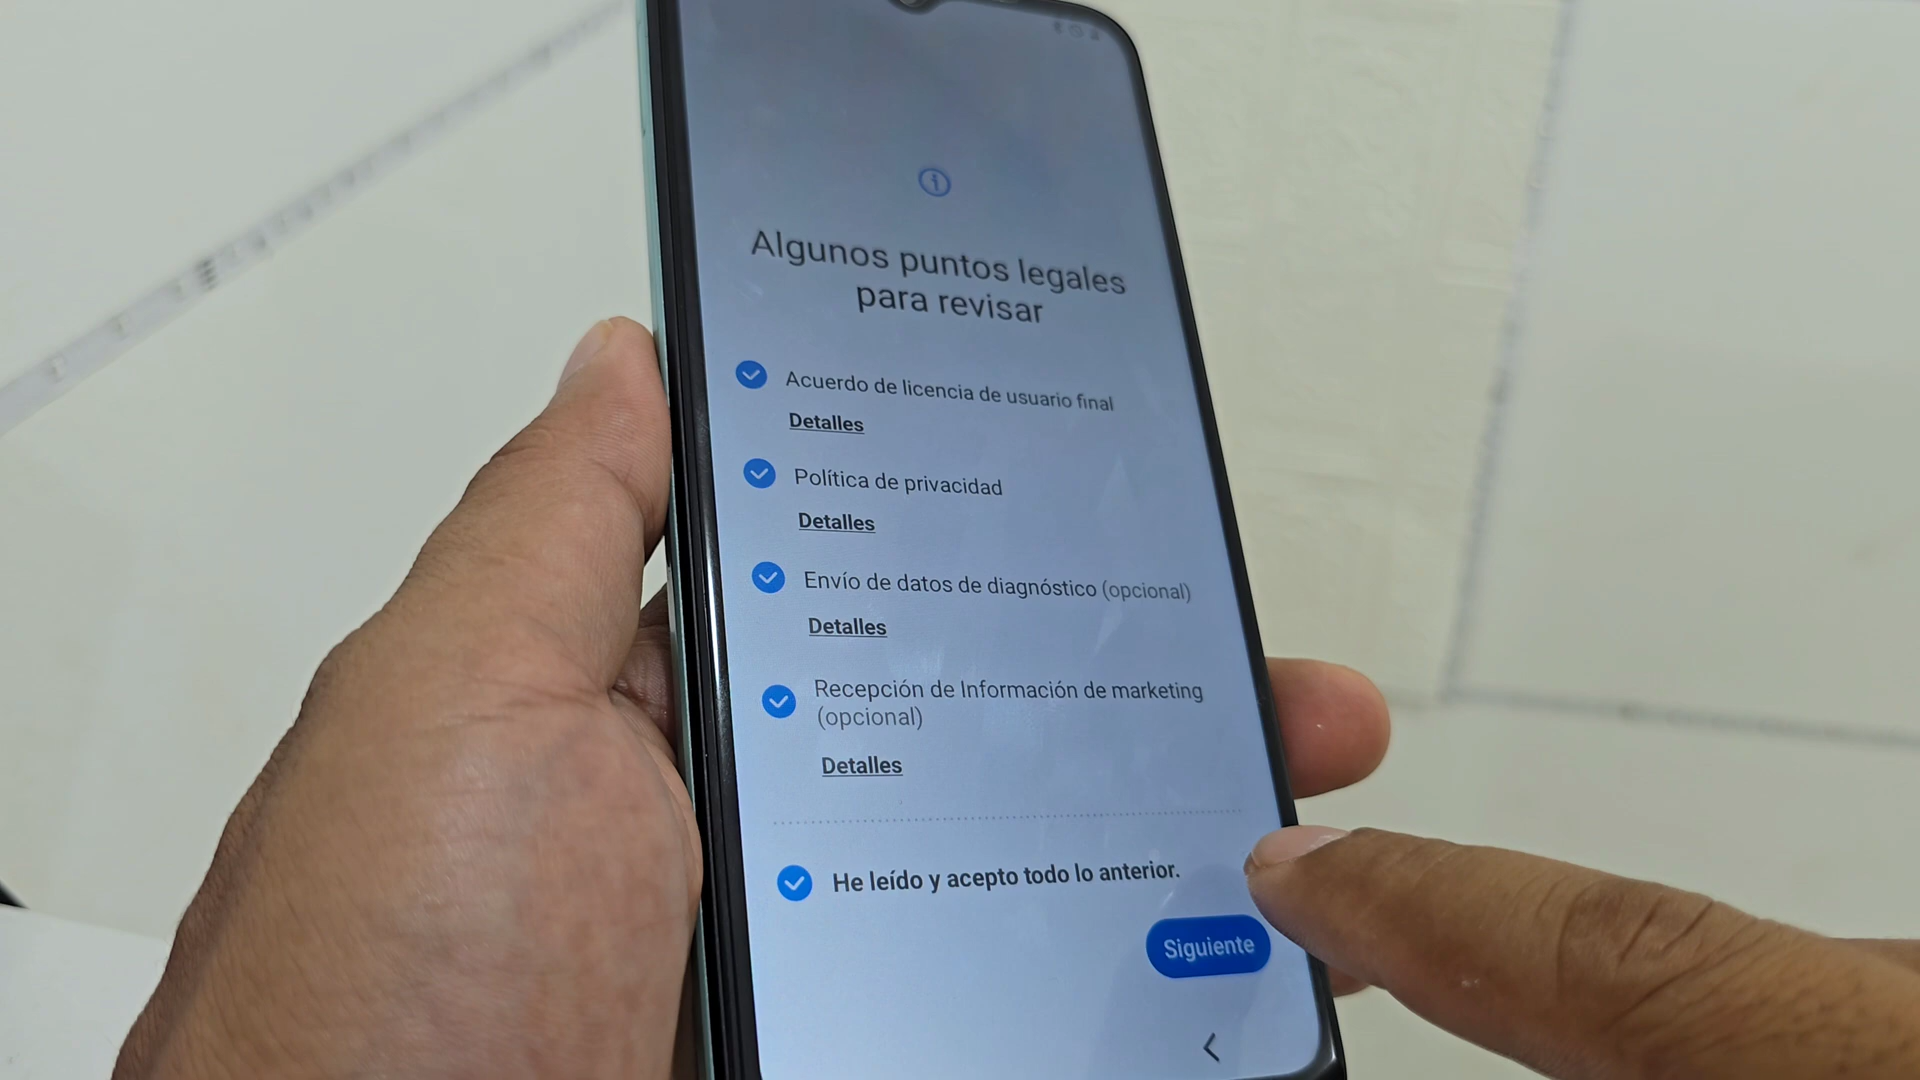 Algunos puntos legales
para revisar
Acuerdo de licencia de usuario final
Detalles
Política de privacidad
Detalles
Envío de datos de diagnóstico (opcional)
Detalles
Recepción de Información de marketing
(opcional)
Detalles
He leído y acepto todo lo anterior.
Siguiente